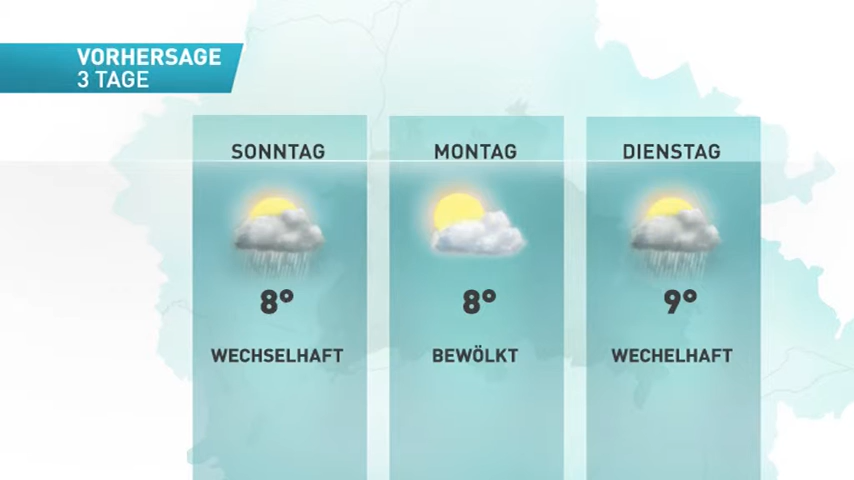 VORHERSAGE
3 TAGE
SONNTAG
MONTAG
DIENSTAG
8°
8°
9°
WECHSELHAFT
BEWÖLKT
WECHELHAFT